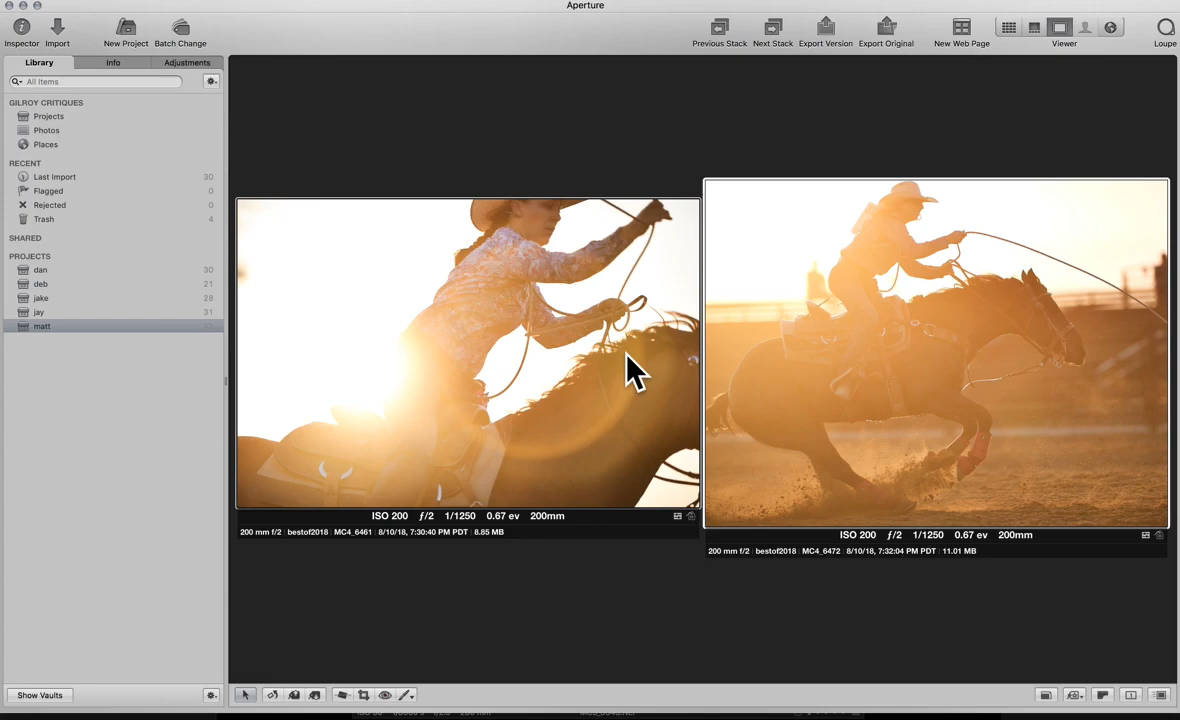 Aperture
Inspector Import New Project Batch Change Previous Stack Next Stack Export Version Export Original New Web Page Viewer Loupe
Library Info Adjustments
All Items
GILROY CRITIQUES
Projects
Photos
Places
RECENT
Last Import 30
Flagged 0
Rejected 0
Trash 4
SHARED
PROJECTS
dan 30
deb 21
jake 28
jay 31
matt
ISO 200 ƒ/2 1/1250 0.67 ev 200mm
200 mm f/2 bestof2018 MC4_6461 8/10/18, 7:30:40 PM PDT 8.85 MB
ISO 200 ƒ/2 1/1250 0.67 ev 200mm
200 mm f/2 bestof2018 MC4_6472 8/10/18, 7:32:04 PM PDT 11.01 MB
Show Vaults